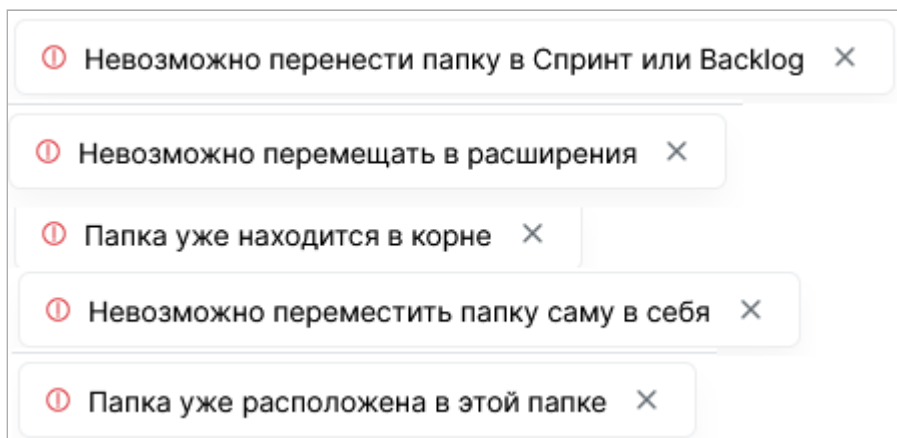 Невозможно перенести папку в Спринт или Backlog
Невозможно перемещать в расширения
Папка уже находится в корне
Невозможно переместить папку саму в себя
Папка уже расположена в этой папке